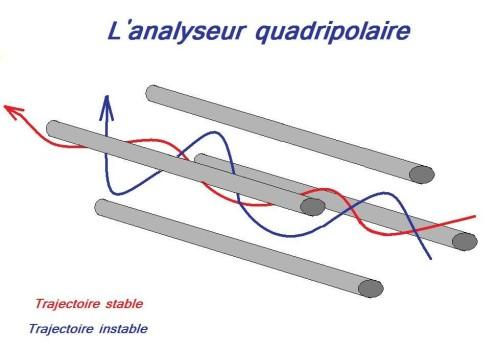 L'analyseur quadripolaire
Trajectoire stable
Trajectoire instable